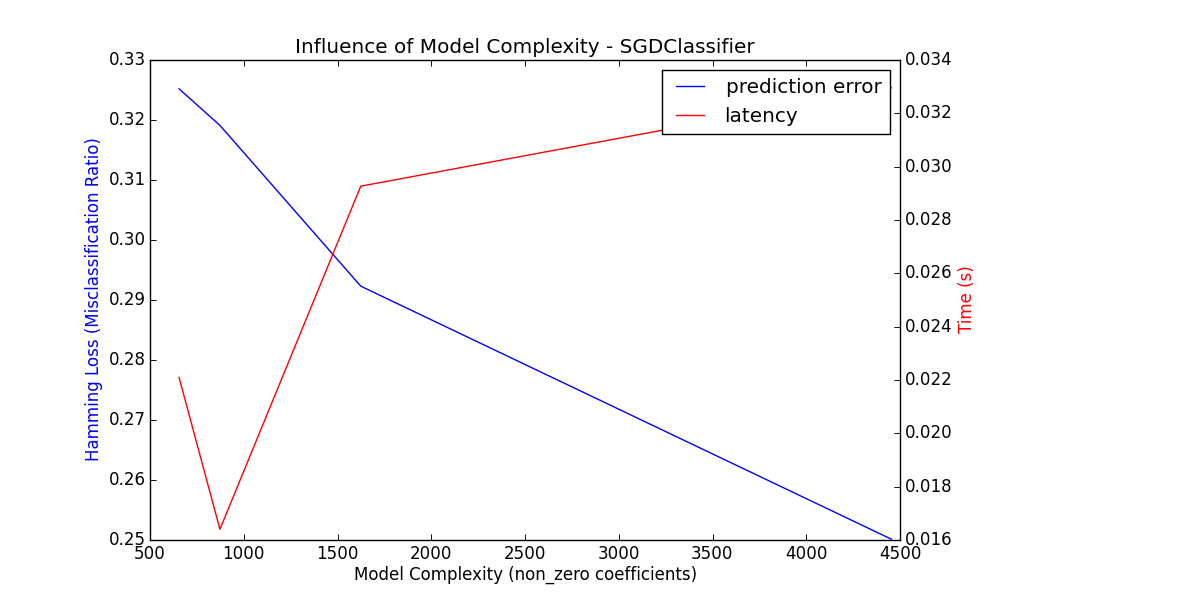 Influence of Model Complexity - SGDClassifier
prediction error
latency
0.33
0.32
0.31
0.30
0.29
0.28
0.27
0.26
0.25
Hamming Loss (Misclassification Ratio)
0.034
0.032
0.030
0.028
0.026
0.024
0.022
0.020
0.018
0.016
Time (s)
500 1000 1500 2000 2500 3000 3500 4000 4500
Model Complexity (non_zero coefficients)